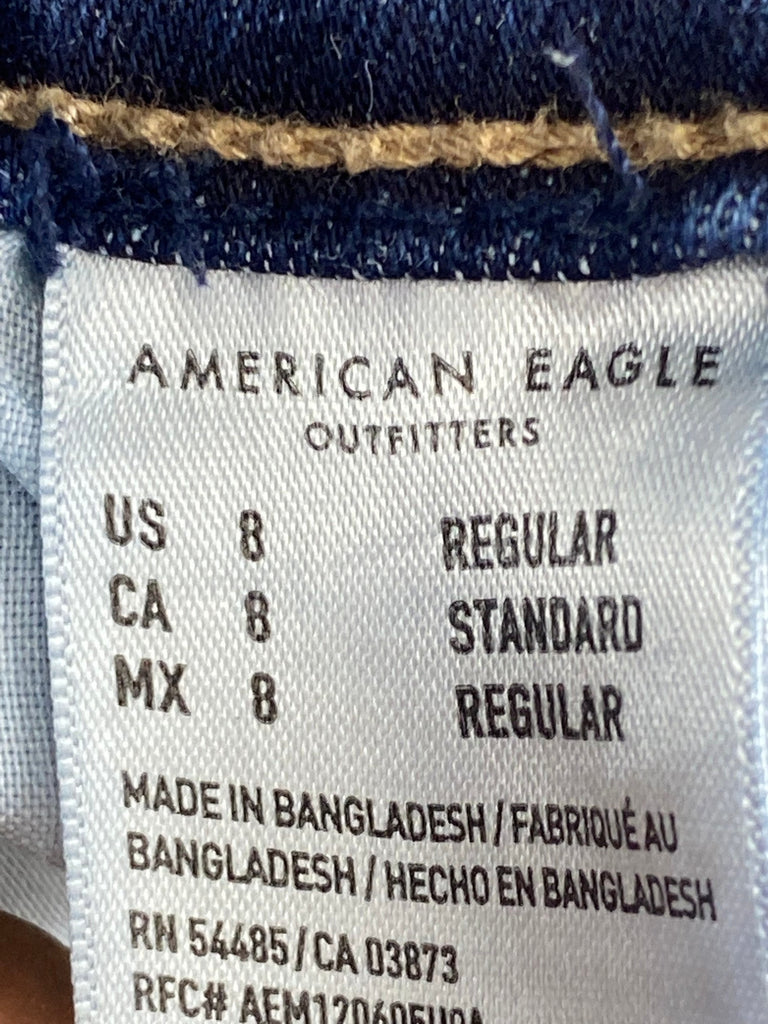 AMERICAN EAGLE
OUTFITTERS
US 8 REGULAR
CA 8 STANDARD
MX 8 REGULAR
MADE IN BANGLADESH / FABRIQUÉ AU
BANGLADESH / HECHO EN BANGLADESH
RN 54485 / CA 03873
RFC#